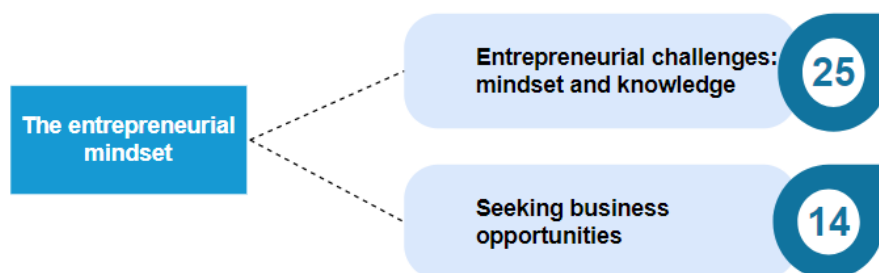 The entrepreneurial
mindset
Entrepreneurial challenges:
mindset and knowledge
25
Seeking business
opportunities
14